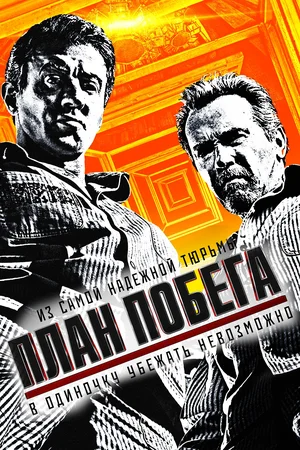 ИЗ САМОЙ НАДЕЖНОЙ ТЮРЬМЫ
ПЛАН ПОБЕГА
В ОДИНОЧКУ УБЕЖАТЬ НЕВОЗМОЖНО